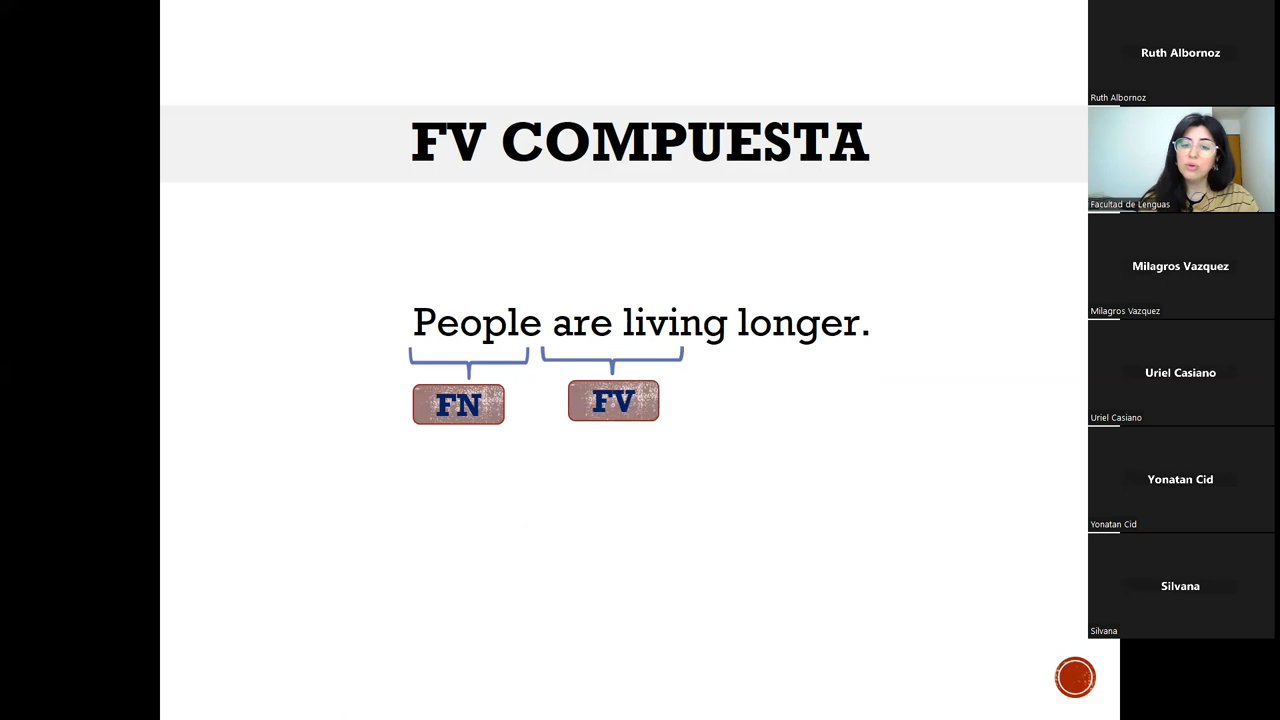 FV COMPUESTA
People are living longer.
FN
FV
Ruth Albornoz
Ruth Albornoz
Facultad de Lenguas
Milagros Vazquez
Milagros Vazquez
Uriel Casiano
Uriel Casiano
Yonatan Cid
Yonatan Cid
Silvana
Silvana